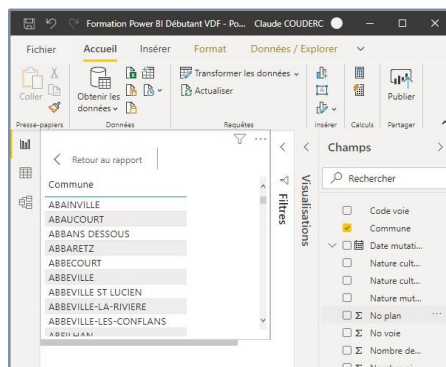 Formation Power BI Débutant VDF - Po... Claude COUDERC
Fichier Accueil Insérer Format Données / Explorer
Coller
Obtenir les données
Transformer les données
Actualiser
Publier
Presse-papiers Données Requêtes Insérer Calculs Partager
Retour au rapport
Commune
ABAINVILLE
ABAUCOURT
ABBANS DESSOUS
ABBARETZ
ABBECOURT
ABBEVILLE
ABBEVILLE ST LUCIEN
ABBEVILLE-LA-RIVIERE
ABBEVILLE-LES-CONFLANS
ABEILHAN
Filtres
Visualisations
Champs
Rechercher
Code voie
Commune
Date mutati...
Nature cult...
Nature cult...
Nature mut...
Σ No plan ...
Σ No voie
Σ Nombre de...